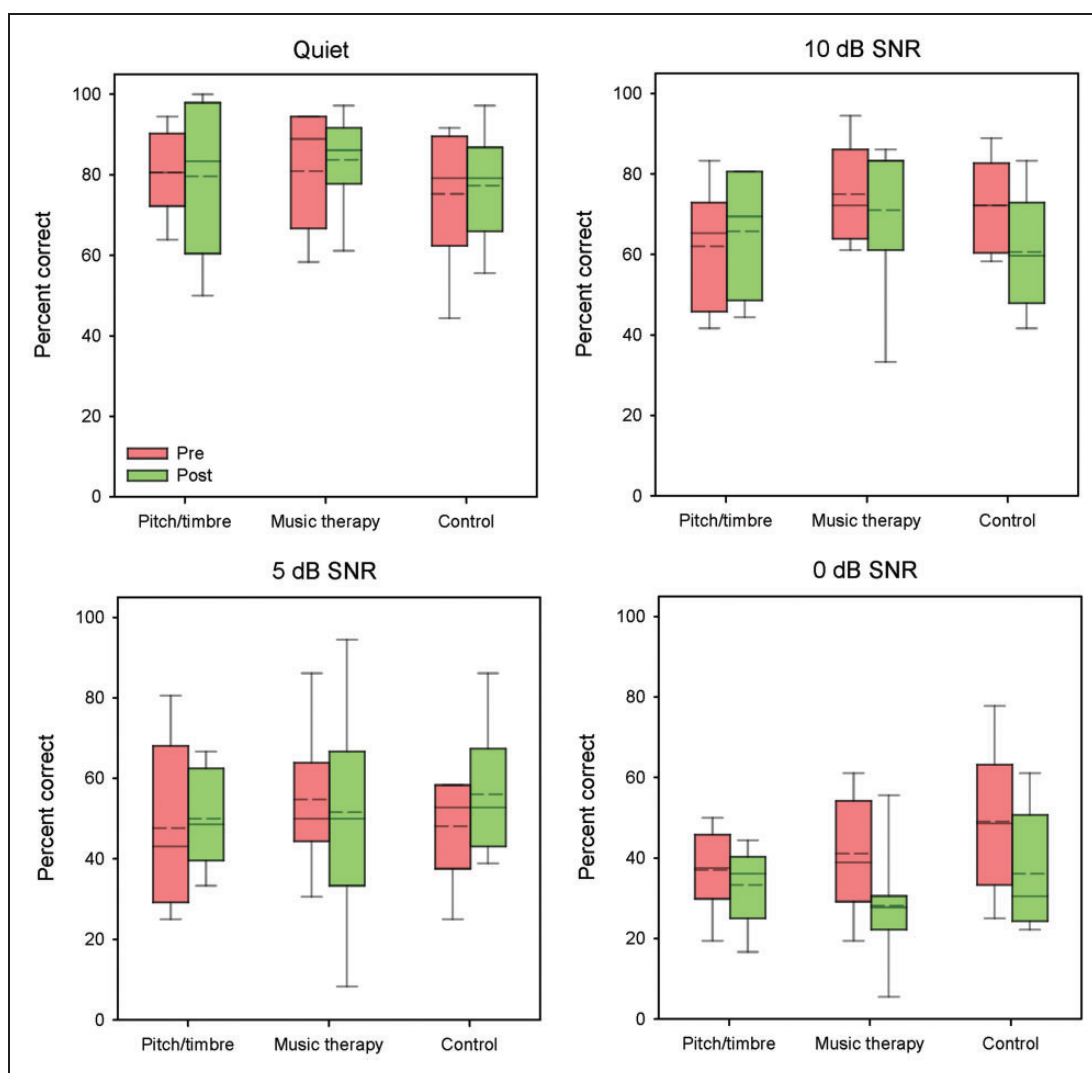 Quiet
Percent correct
100
80
60
40
20
0
Pre
Post
Pitch/timbre Music therapy Control
10 dB SNR
Percent correct
100
80
60
40
20
0
Pitch/timbre Music therapy Control
5 dB SNR
Percent correct
100
80
60
40
20
0
Pitch/timbre Music therapy Control
0 dB SNR
Percent correct
100
80
60
40
20
0
Pitch/timbre Music therapy Control